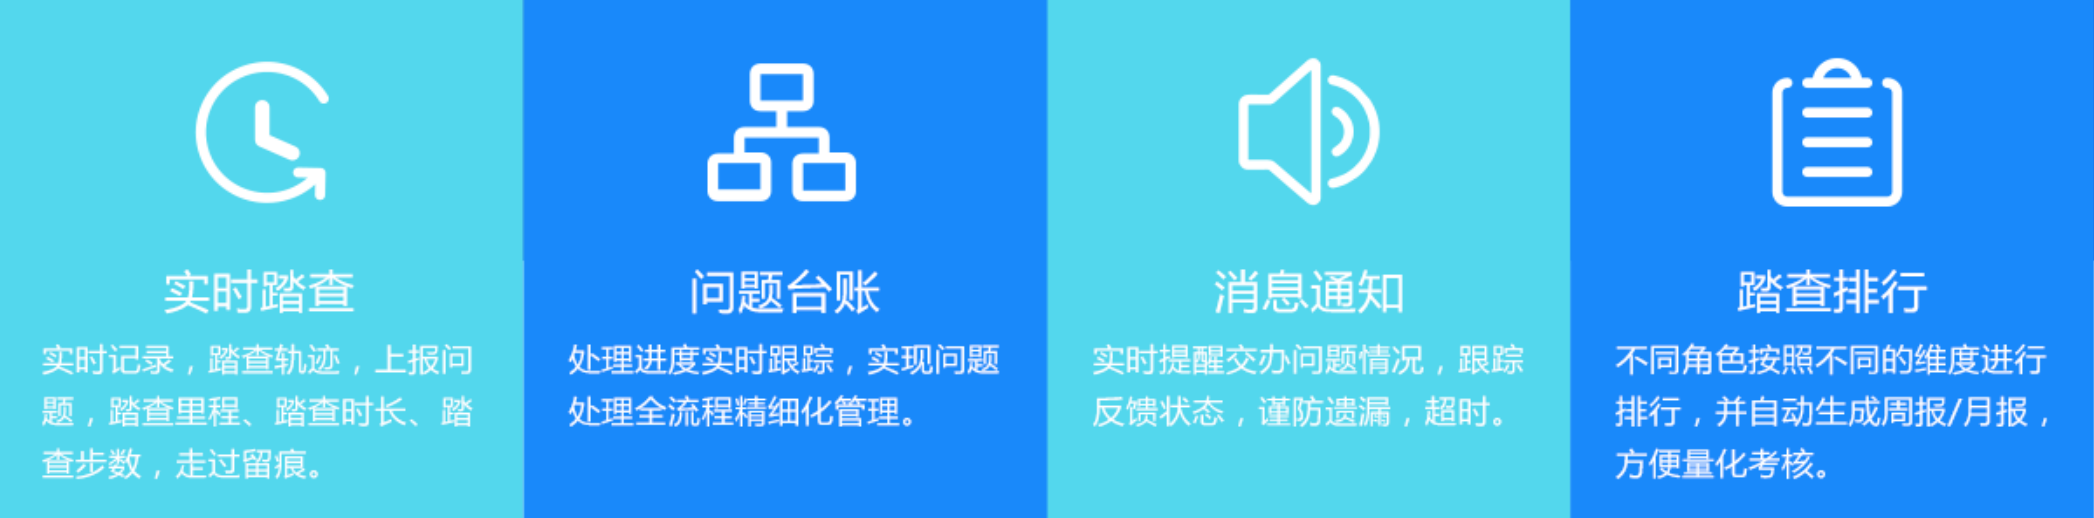 实时踏查
实时记录，踏查轨迹，上报问
题，踏查里程、踏查时长、踏
查步数，走过留痕。
问题台账
处理进度实时跟踪，实现问题
处理全流程精细化管理。
消息通知
实时提醒交办问题情况，跟踪
反馈状态，谨防遗漏，超时。
踏查排行
不同角色按照不同的维度进行
排行，并自动生成周报/月报，
方便量化考核。